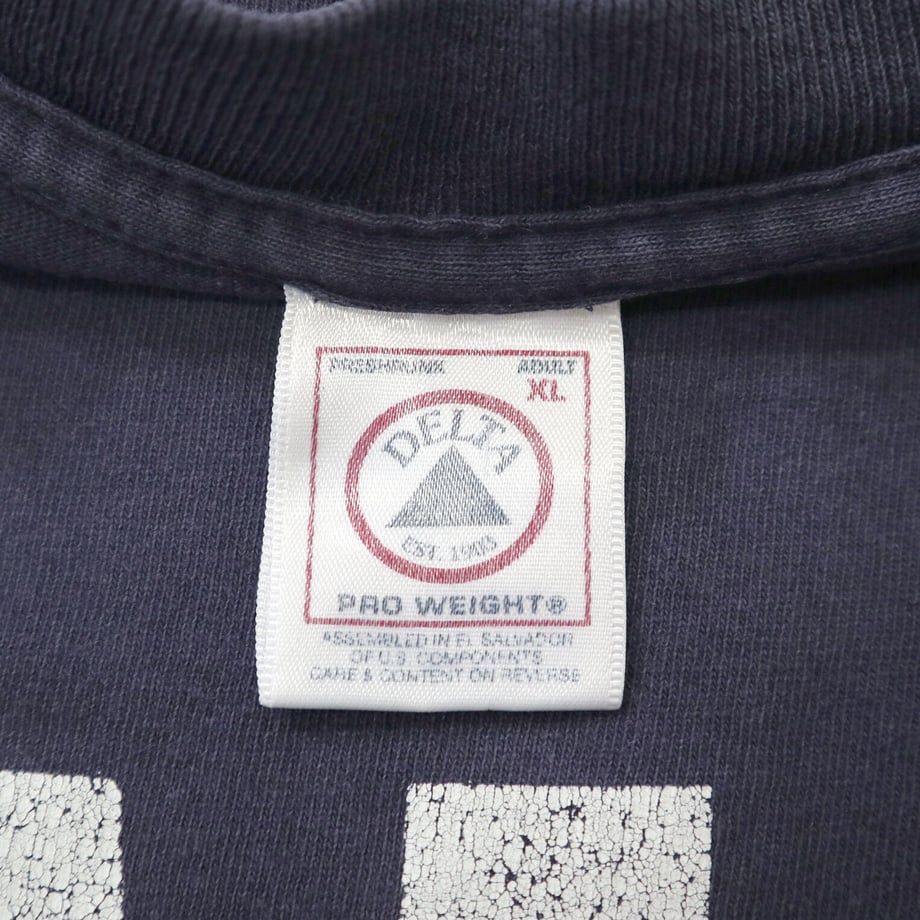 PRESHRUNK ADULT
XL
DELTA
EST. 1903
PRO WEIGHT®
ASSEMBLED IN EL SALVADOR
OF U.S. COMPONENTS
CARE & CONTENT ON REVERSE